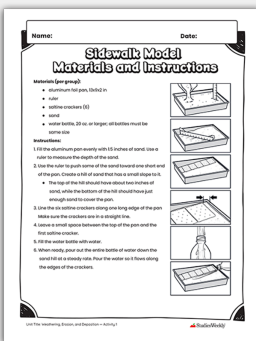 Name:
Date:
Sidewalk Model
Materials and Instructions
Materials (per group):
aluminum foil pan, 13x9x2 in
ruler
saltine crackers (6)
sand
water bottle, 20 oz. or larger; all bottles must be
same size
Instructions:
1. Fill the aluminum pan evenly with 1.5 inches of sand. Use a
ruler to measure the depth of the sand.
2. Use the ruler to push some of the sand toward one short end
of the pan. Create a hill of sand that has a small slope to it.
The top of the hill should have about two inches of
sand, while the bottom of the hill should have just
enough sand to cover the pan.
3. Line the six saltine crackers along one long edge of the pan.
Make sure the crackers are in a straight line.
4. Leave a small space between the top of the pan and the
first saltine cracker.
5. Fill the water bottle with water.
6. When ready, pour out the entire bottle of water down the
sand hill at a steady rate. Pour the water so it flows along
the edges of the crackers.
Unit Title: Weathering, Erosion, and Deposition — Activity 1
StudiesWeekly